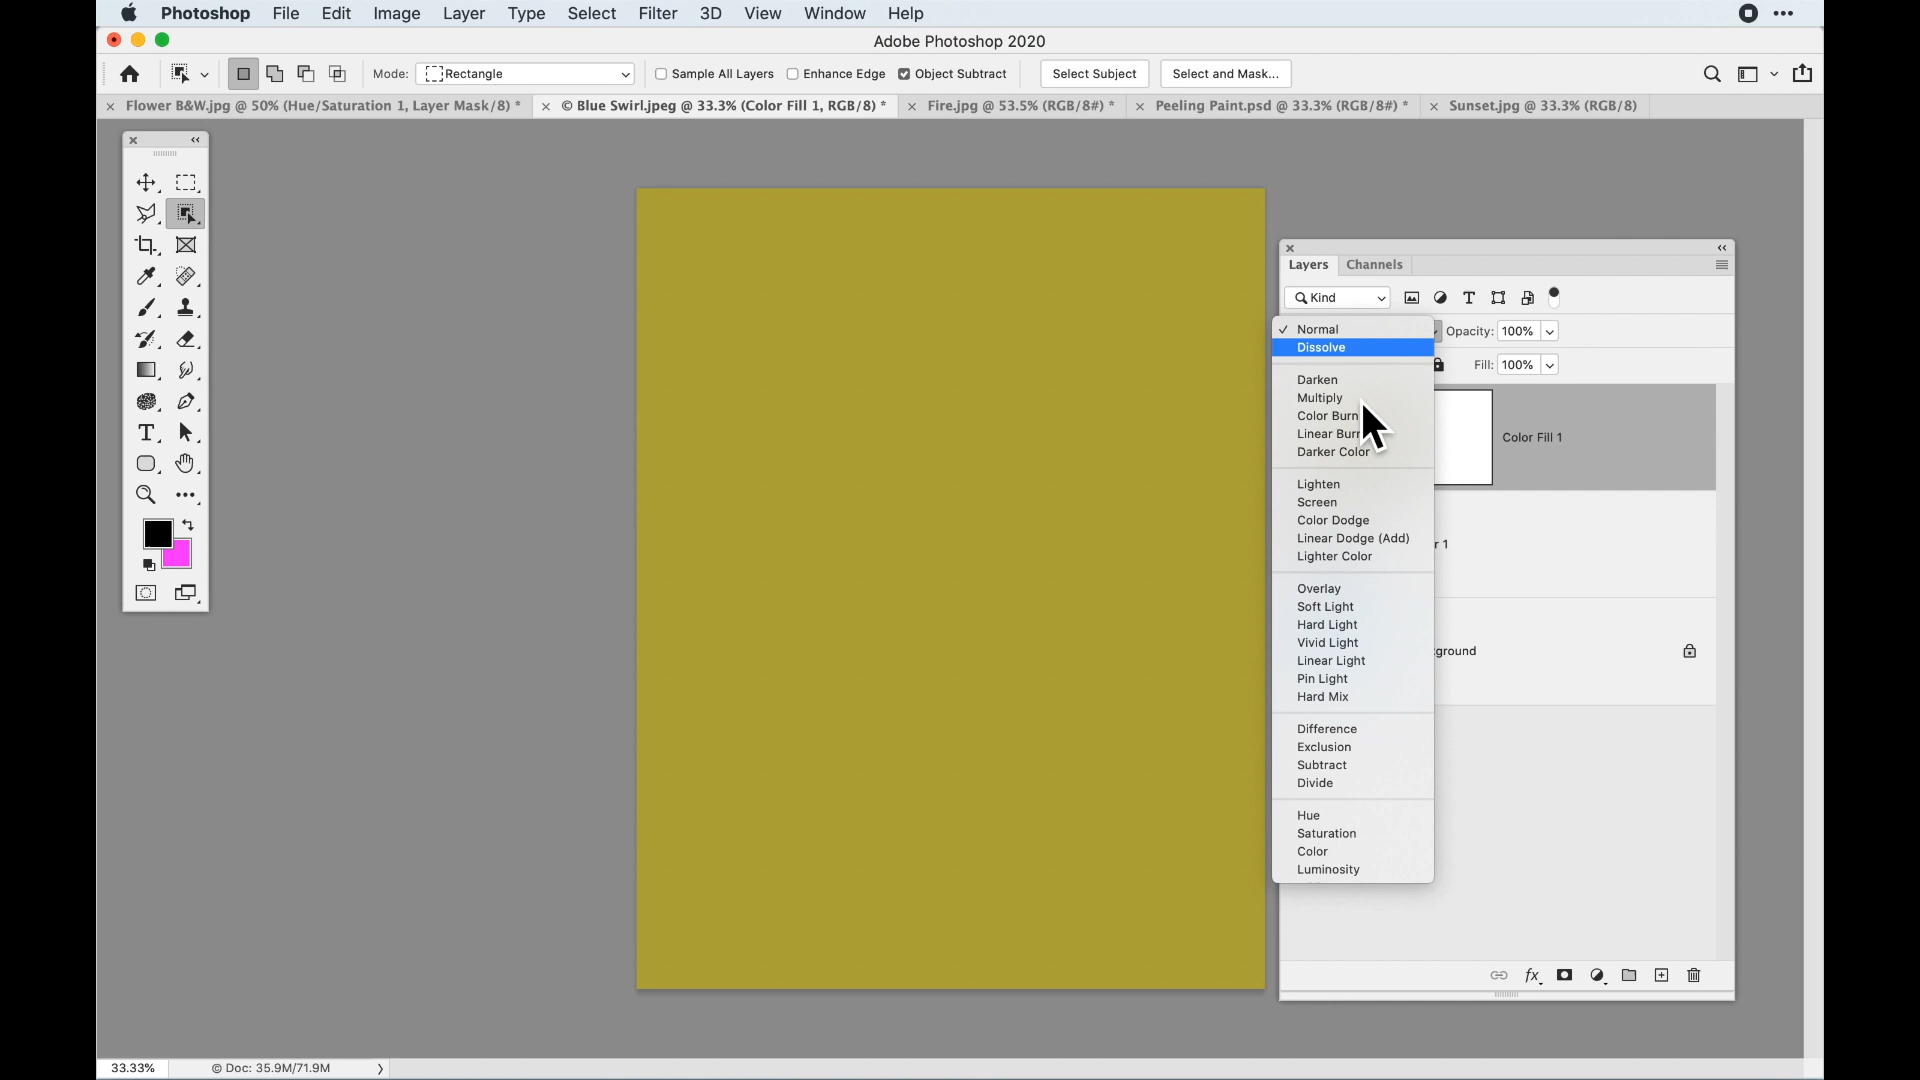 Photoshop File Edit Image Layer Type Select Filter 3D View Window Help
Adobe Photoshop 2020
Mode: Rectangle Sample All Layers Enhance Edge Object Subtract Select Subject Select and Mask...
Flower B&W.jpg @ 50% (Hue/Saturation 1, Layer Mask/8) * © Blue Swirl.jpeg @ 33.3% (Color Fill 1, RGB/8) * Fire.jpg @ 53.5% (RGB/8#) * Peeling Paint.psd @ 33.3% (RGB/8#) * Sunset.jpg @ 33.3% (RGB/8)
Layers Channels
Kind
Normal
Opacity: 100%
Dissolve
Fill: 100%
Darken
Multiply
Color Burn
Linear Burn
Darker Color
Color Fill 1
Lighten
Screen
Color Dodge
Linear Dodge (Add)
r 1
Lighter Color
Overlay
Soft Light
Hard Light
Vivid Light
ground
Linear Light
Pin Light
Hard Mix
Difference
Exclusion
Subtract
Divide
Hue
Saturation
Color
Luminosity
fx
33.33% © Doc: 35.9M/71.9M